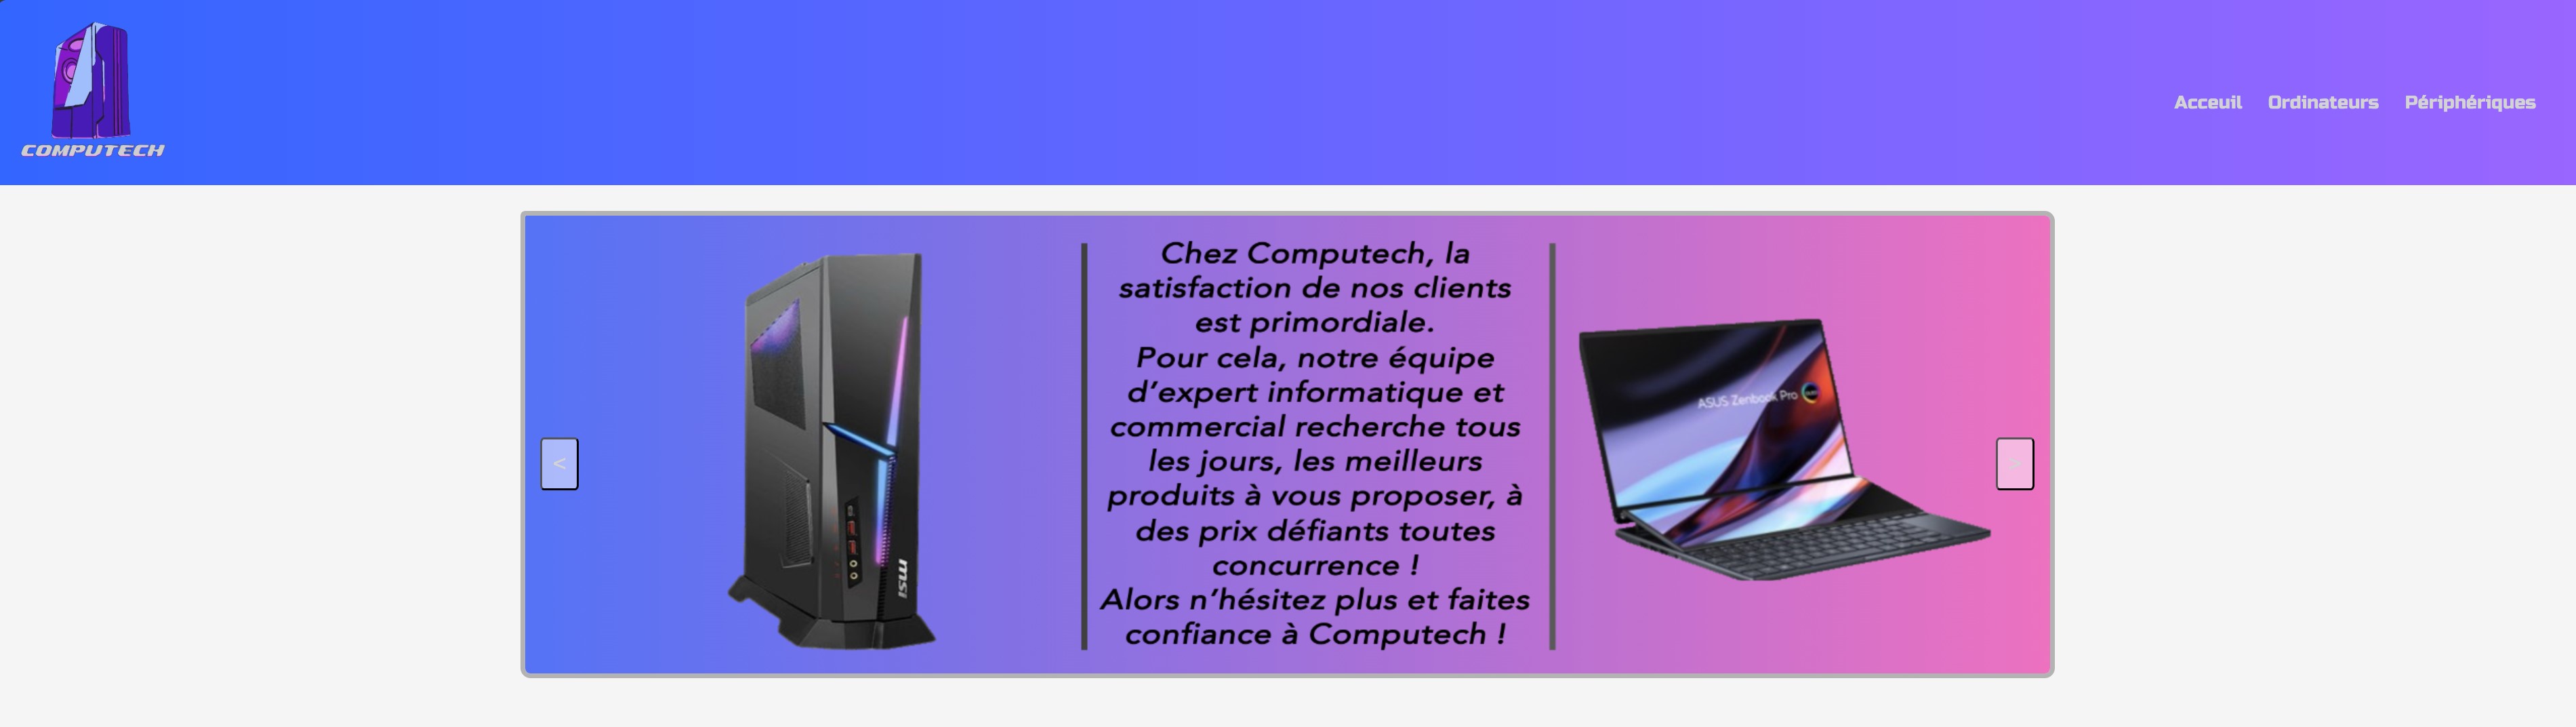 COMPUTECH
Acceuil Ordinateurs Périphériques
Chez Computech, la
satisfaction de nos clients
est primordiale.
Pour cela, notre équipe
d’expert informatique et
commercial recherche tous
les jours, les meilleurs
produits à vous proposer, à
des prix défiants toutes
concurrence !
Alors n’hésitez plus et faites
confiance à Computech !
msi
ASUS Zenbook Pro
<
>